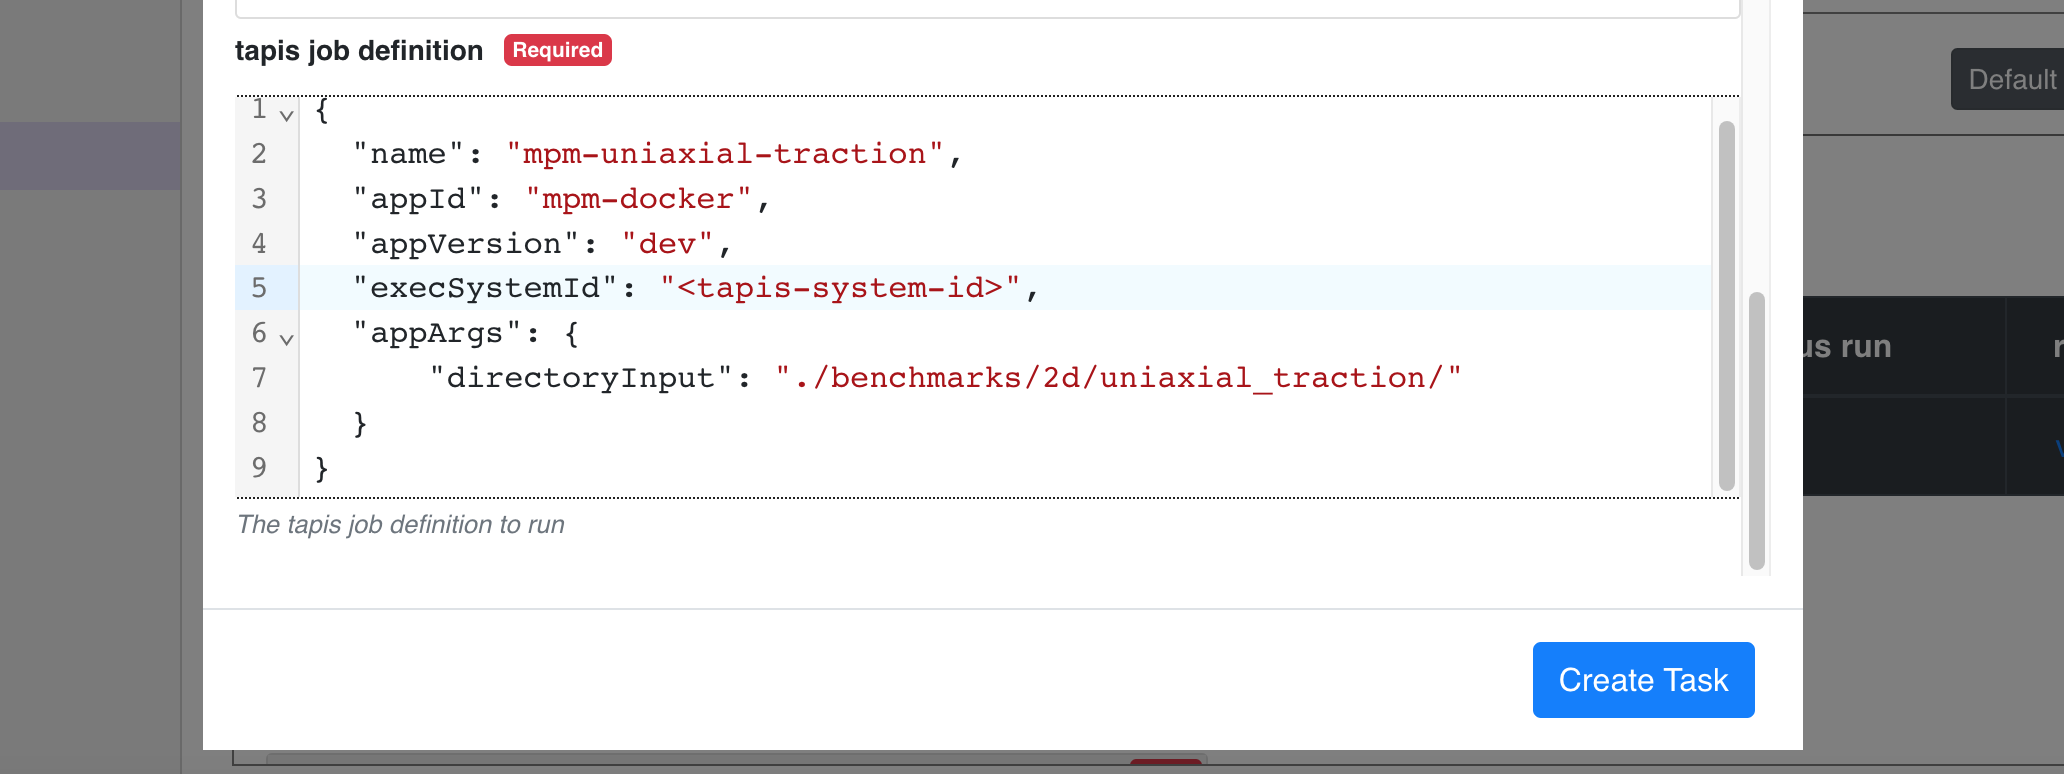 tapis job definition Required
Default
1 {
2 "name": "mpm-uniaxial-traction",
3 "appId": "mpm-docker",
4 "appVersion": "dev",
5 "execSystemId": "<tapis-system-id>",
6 "appArgs": {
7 "directoryInput": "./benchmarks/2d/uniaxial_traction/"
8 }
9 }
us run
The tapis job definition to run
Create Task